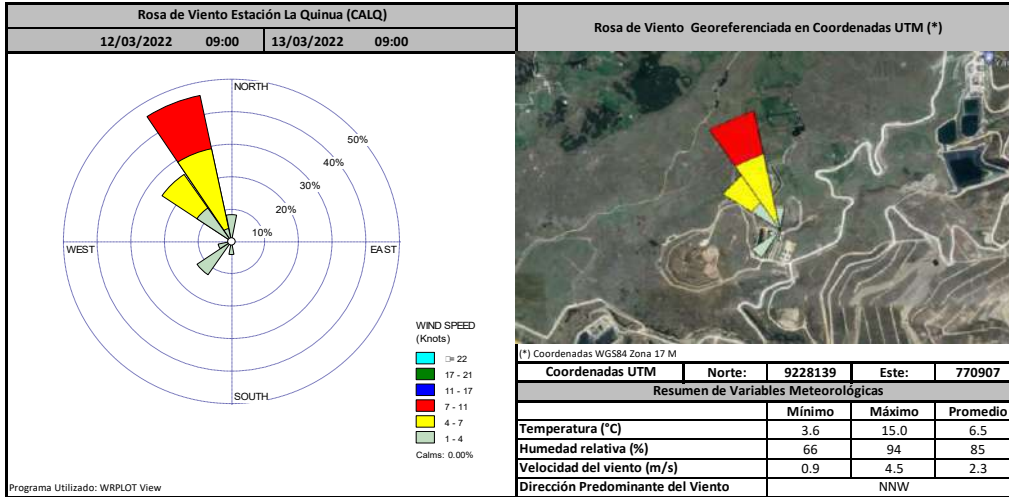 Rosa de Viento Estación La Quinua (CALQ)
12/03/2022 09:00 13/03/2022 09:00
NORTH
50%
40%
30%
20%
10%
WEST
EAST
SOUTH
WIND SPEED
(Knots)
= 22
17 - 21
11 - 17
7 - 11
4 - 7
1 - 4
Calms: 0.00%
Programa Utilizado: WRPLOT View
Rosa de Viento Georeferenciada en Coordenadas UTM (*)
(*) Coordenadas WGS84 Zona 17 M
Coordenadas UTM Norte: 9228139 Este: 770907
Resumen de Variables Meteorológicas
Mínimo Máximo Promedio
Temperatura (°C) 3.6 15.0 6.5
Humedad relativa (%) 66 94 85
Velocidad del viento (m/s) 0.9 4.5 2.3
Dirección Predominante del Viento NNW